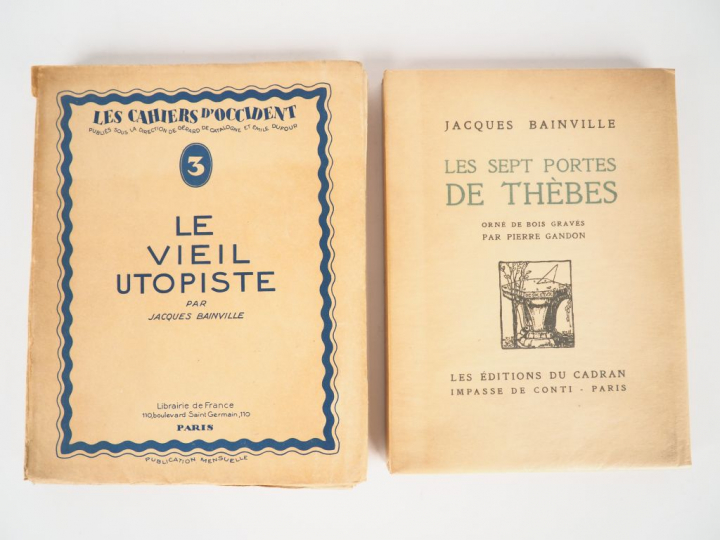 LES CAHIERS D'OCCIDENT
PUBLIÉS SOUS LA DIRECTION DE GÉRARD DE CATALOGNE ET ÉMILE DUFOUR
3
LE
VIEIL
UTOPISTE
PAR
JACQUES BAINVILLE
Librairie de France
110, boulevard Saint Germain, 110
PARIS
PUBLICATION MENSUELLE
JACQUES BAINVILLE
LES SEPT PORTES
DE THÈBES
ORNÉ DE BOIS GRAVÉS
PAR PIERRE GANDON
LES ÉDITIONS DU CADRAN
IMPASSE DE CONTI - PARIS